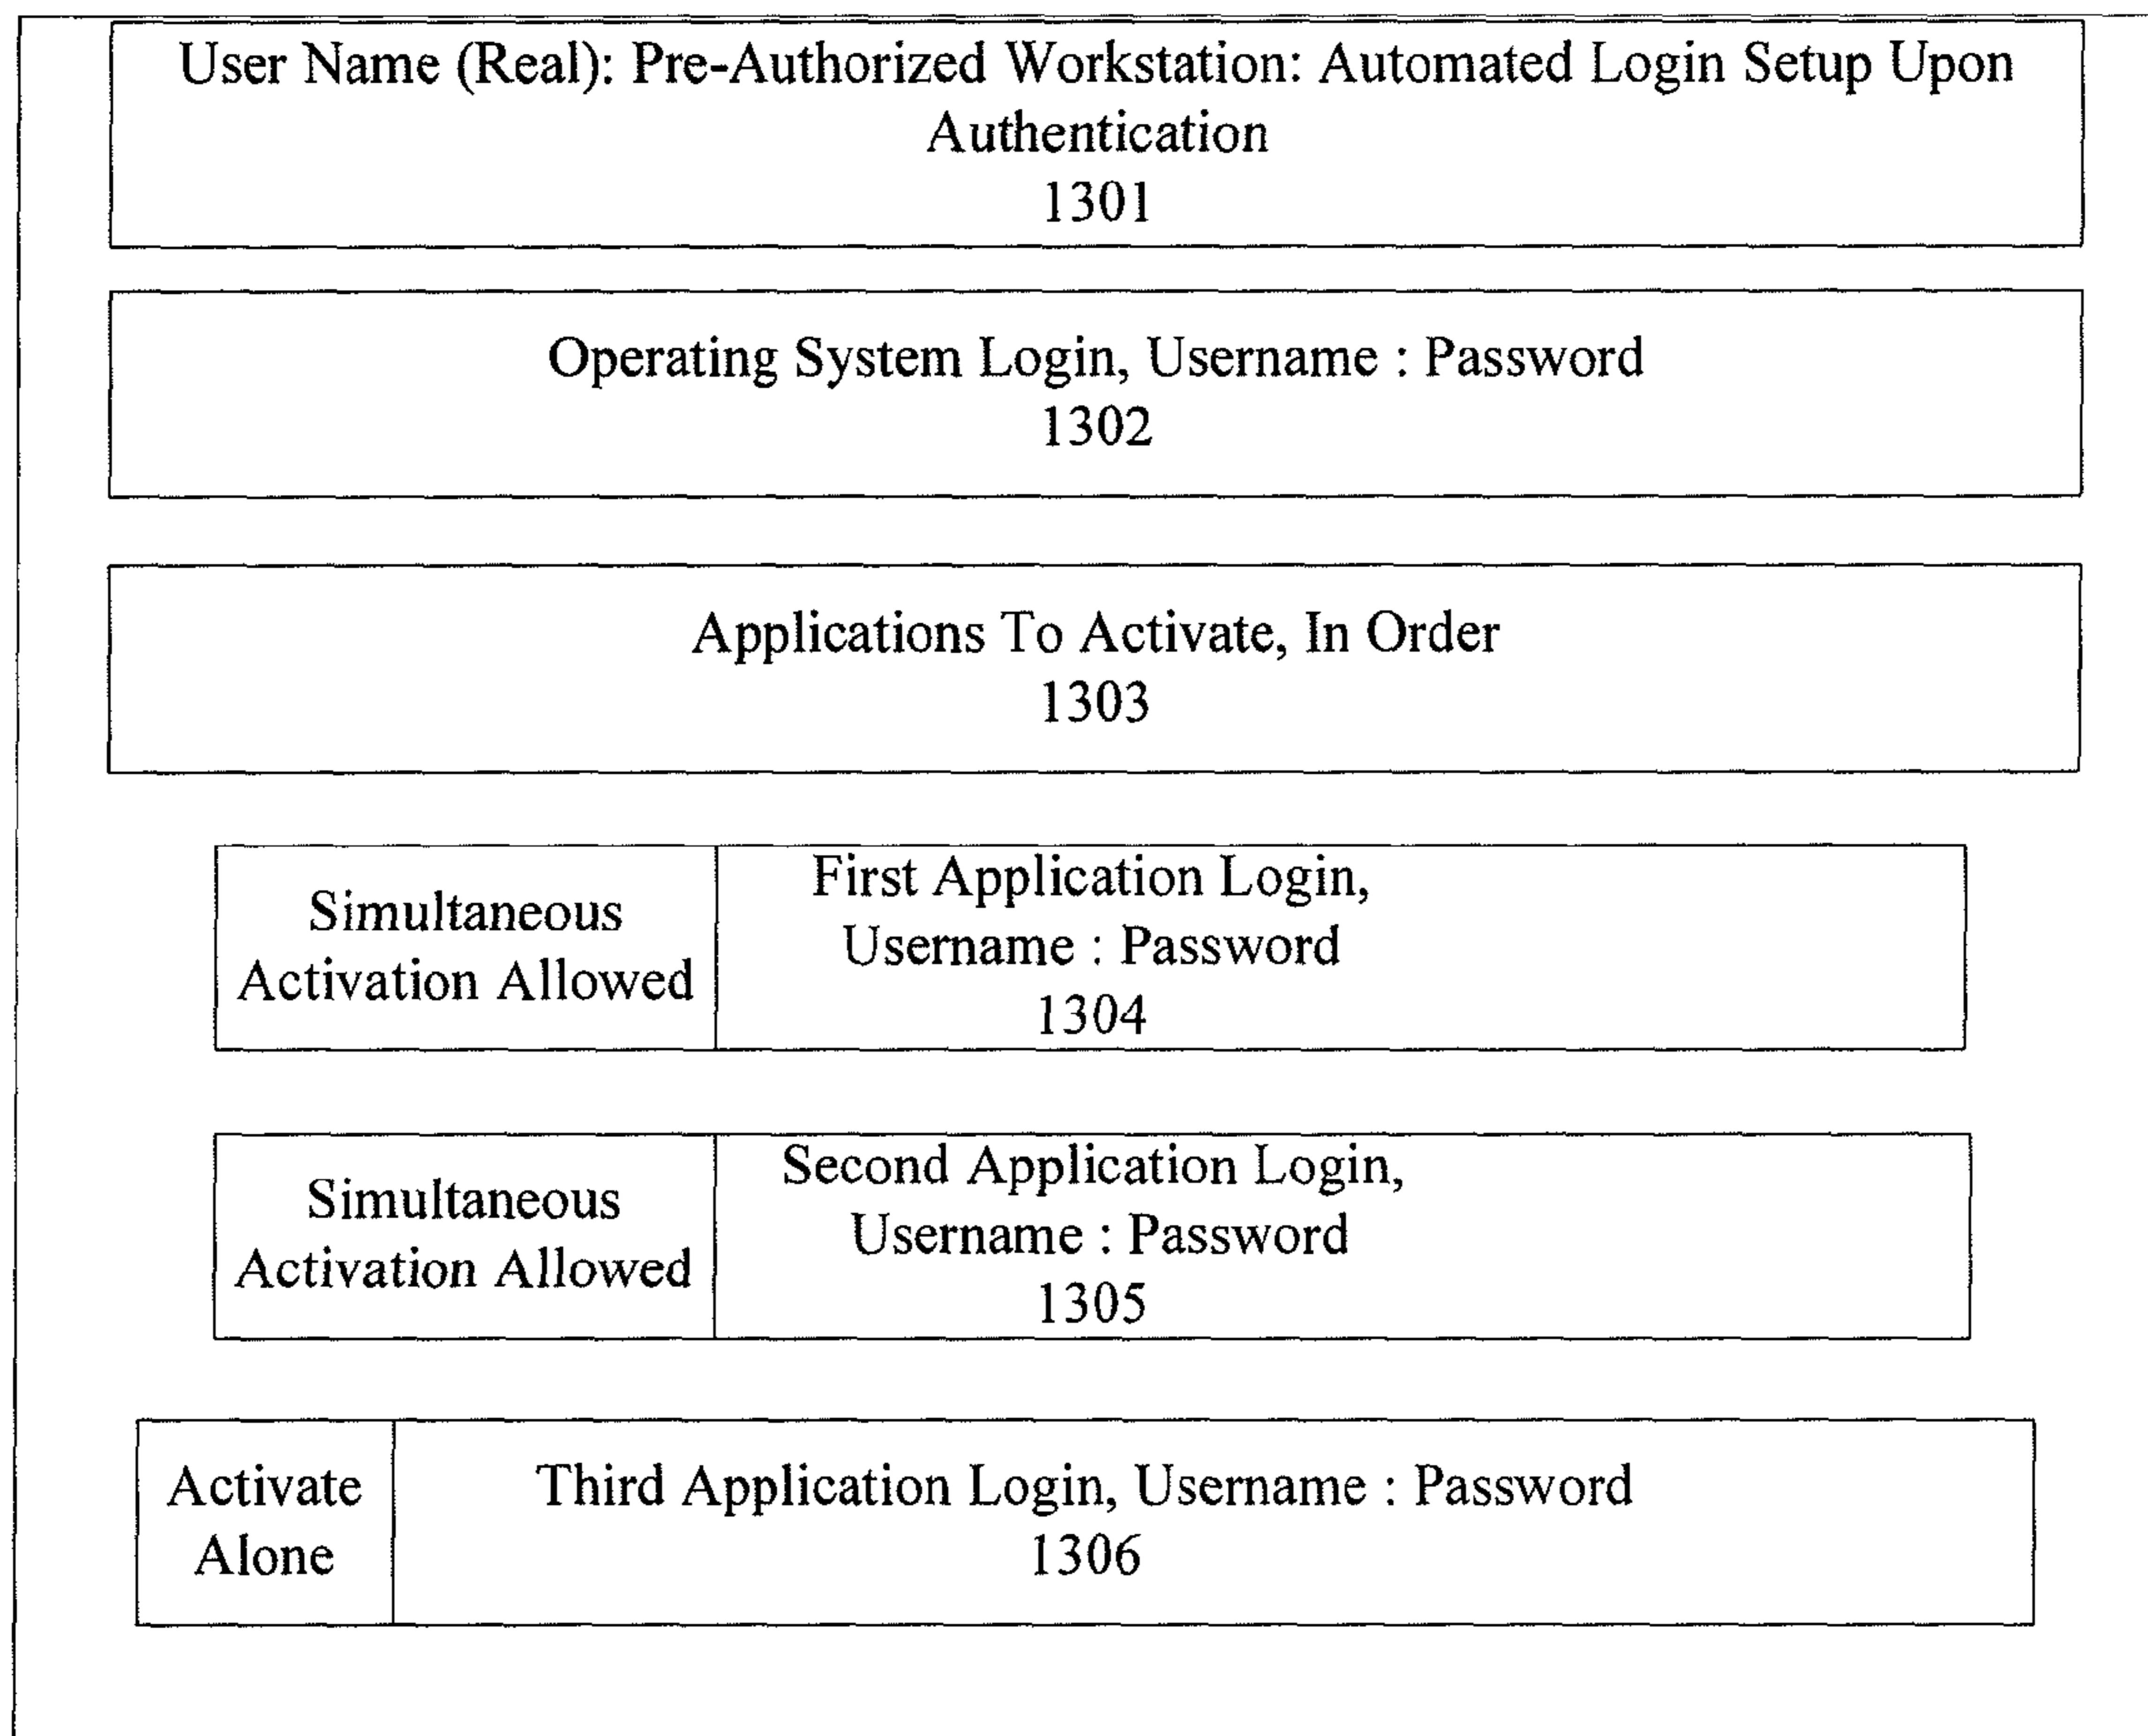 User Name (Real): Pre-Authorized Workstation: Automated Login Setup Upon
Authentication
1301
Operating System Login, Username : Password
1302
Applications To Activate, In Order
1303
Simultaneous
Activation Allowed
First Application Login,
Username : Password
1304
Simultaneous
Activation Allowed
Second Application Login,
Username : Password
1305
Activate
Alone
Third Application Login, Username : Password
1306